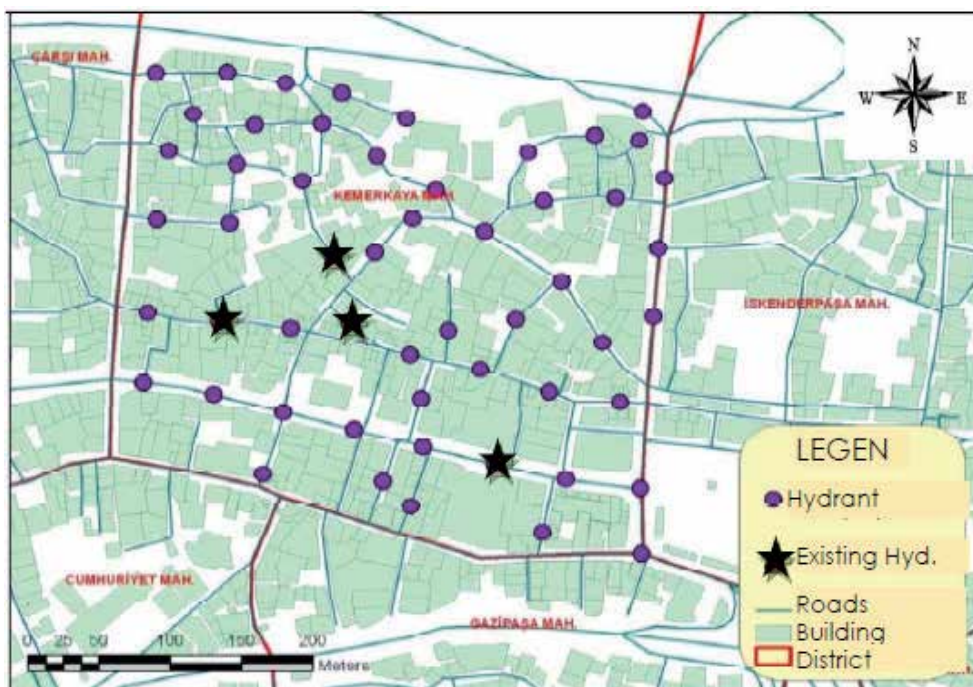 ÇARŞI MAH.
N
W E
S
KEMERKAYA MAH.
İSKENDERPAŞA MAH.
LEGEN
Hydrant
Existing Hyd.
Roads
Building
District
CUMHURİYET MAH.
GAZİPAŞA MAH.
0 25 50 100 150 200
Meters